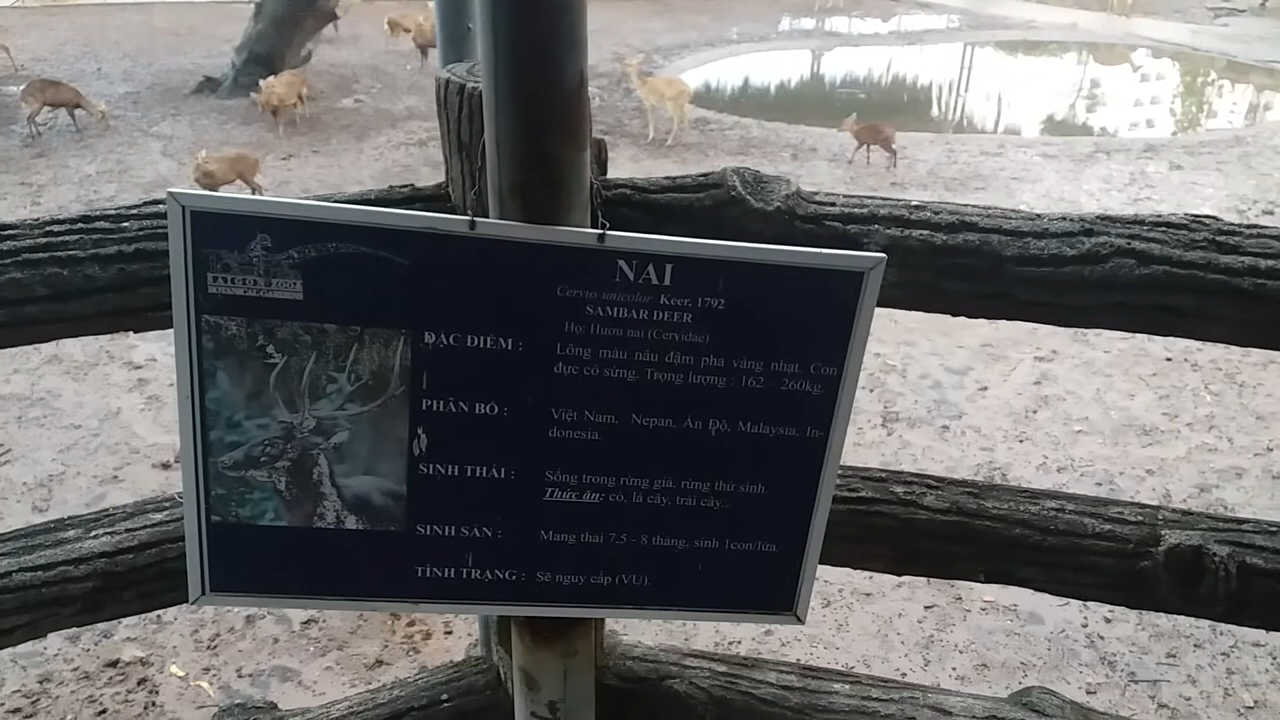 SAIGON ZOO
BOTANICAL GARDEN
NAI
Cervus unicolor Keer, 1792
SAMBAR DEER
Họ: Hươu nai (Cervidae)
ĐẶC ĐIỂM : Lông màu nâu đậm pha vàng nhạt. Con
đực có sừng. Trọng lượng : 162 - 260kg.
PHÂN BỐ : Việt Nam, Nepan, Ấn Độ, Malaysia, In-
donesia.
SINH THÁI : Sống trong rừng già, rừng thứ sinh.
Thức ăn: cỏ, lá cây, trái cây...
SINH SẢN : Mang thai 7,5 - 8 tháng, sinh 1con/lứa.
TÌNH TRẠNG : Sẽ nguy cấp (VU).